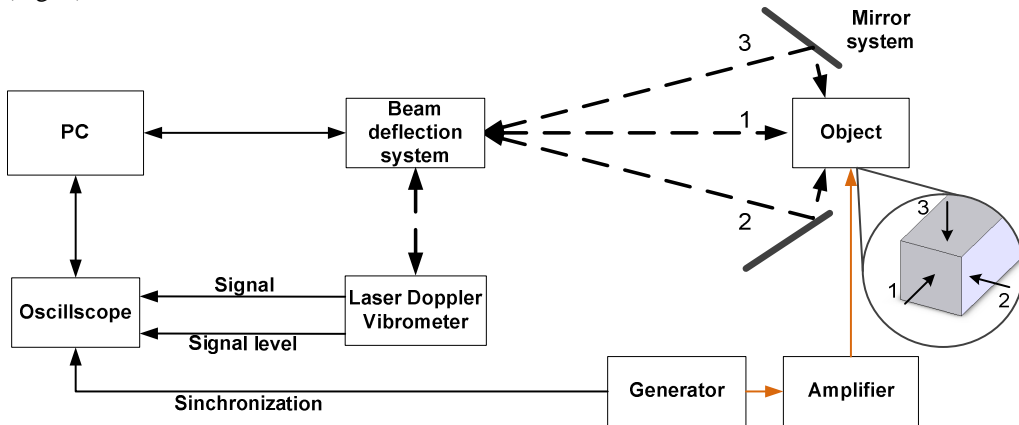 Mirror
system
3
PC
Beam
deflection
system
1
Object
2
3
1
2
Oscillscope
Signal
Signal level
Laser Doppler
Vibrometer
Sinchronization
Generator
Amplifier